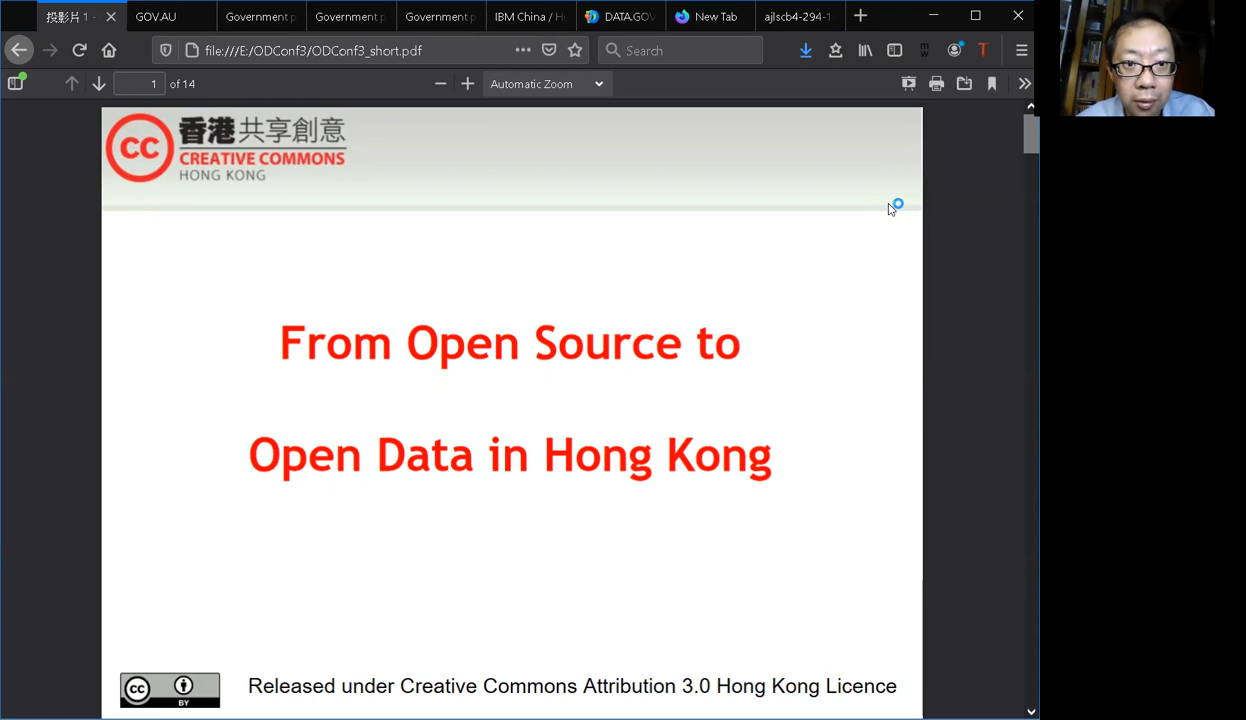 投影片 1 -
GOV.AU
Government p
Government p
Government p
IBM China / H
DATA.GOV
New Tab
ajlscb4-294-1
file:///E:/ODConf3/ODConf3_short.pdf
Search
1 of 14
Automatic Zoom
CC
香港共享創意
CREATIVE COMMONS
HONG KONG
From Open Source to
Open Data in Hong Kong
CC
BY
Released under Creative Commons Attribution 3.0 Hong Kong Licence